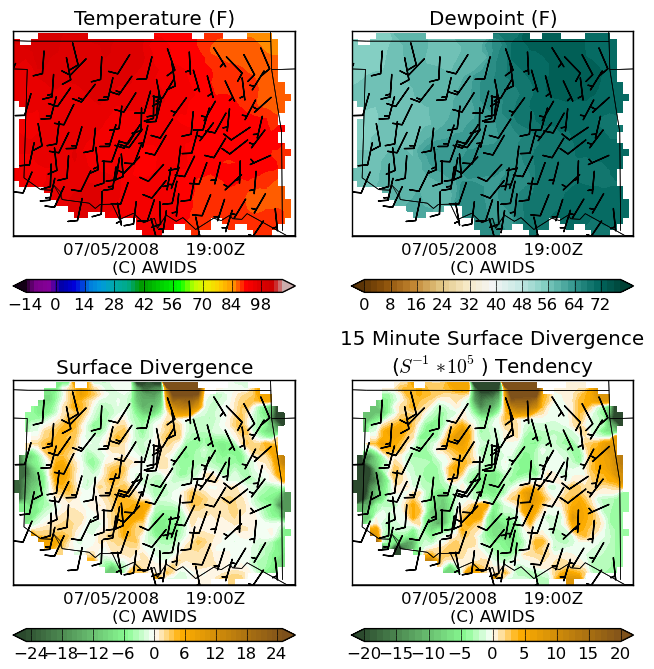 Temperature (F)
Dewpoint (F)
07/05/2008 19:00Z
(C) AWIDS
07/05/2008 19:00Z
(C) AWIDS
−14 0 14 28 42 56 70 84 98
0 8 16 24 32 40 48 56 64 72
Surface Divergence
15 Minute Surface Divergence
(S^{-1} *10^5 ) Tendency
07/05/2008 19:00Z
(C) AWIDS
07/05/2008 19:00Z
(C) AWIDS
−24 −18 −12 −6 0 6 12 18 24
−20 −15 −10 −5 0 5 10 15 20